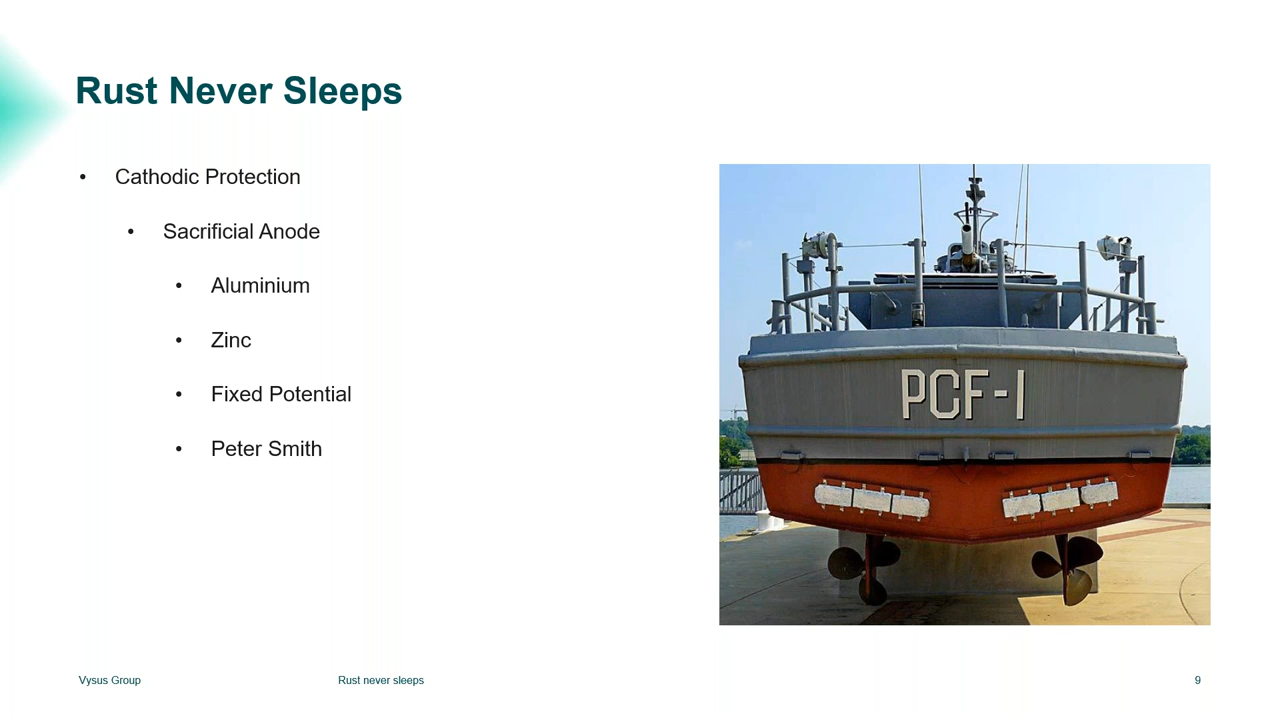 Rust Never Sleeps
• Cathodic Protection
• Sacrificial Anode
• Aluminium
• Zinc
• Fixed Potential
• Peter Smith
PCF-1
Vysus Group
Rust never sleeps
9